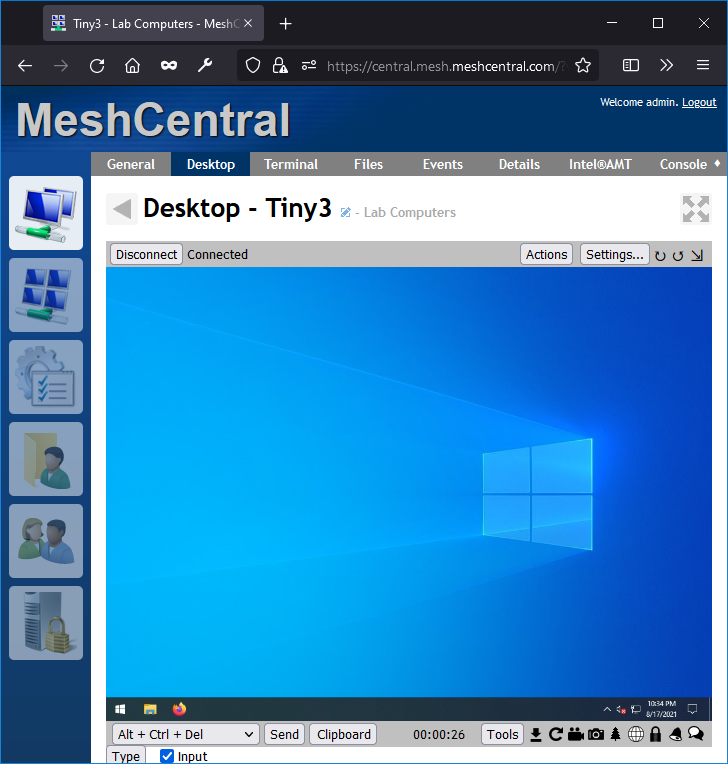 Tiny3 - Lab Computers - MeshC
https://central.mesh.meshcentral.com/?
MeshCentral
Welcome admin. Logout
General Desktop Terminal Files Events Details Intel®AMT Console
Desktop - Tiny3 - Lab Computers
Disconnect Connected Actions Settings...
10:34 PM
8/17/2021
Alt + Ctrl + Del Send Clipboard 00:00:26 Tools
Type Input